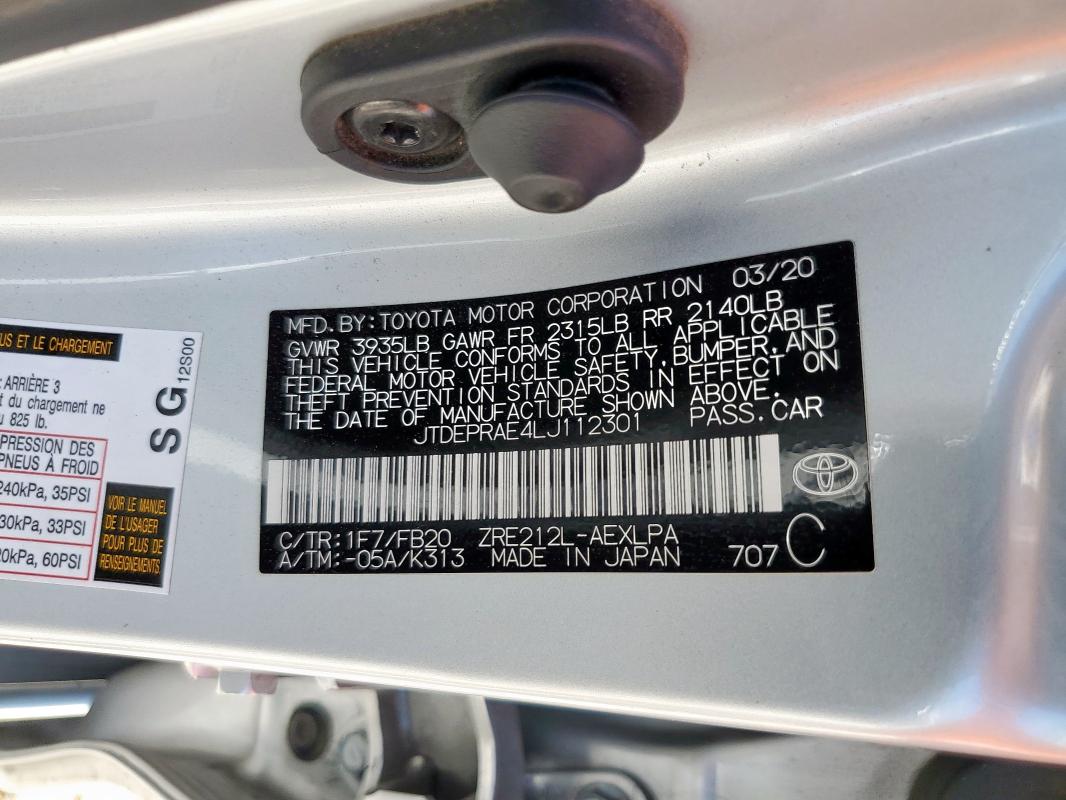 US ET LE CHARGEMENT
: ARRIÈRE 3
t du chargement ne
u 825 lb.
PRESSION DES
PNEUS À FROID
240kPa, 35PSI
30kPa, 33PSI
20kPa, 60PSI
VOIR LE MANUEL
DE L'USAGER
POUR PLUS DE
RENSEIGNEMENTS
S G 12S00
MFD. BY: TOYOTA MOTOR CORPORATION 03/20
GVWR 3935LB GAWR FR 2315LB RR 2140LB
THIS VEHICLE CONFORMS TO ALL APPLICABLE
FEDERAL MOTOR VEHICLE SAFETY, BUMPER, AND
THEFT PREVENTION STANDARDS IN EFFECT ON
THE DATE OF MANUFACTURE SHOWN ABOVE.
JTDEPRAE4LJ112301 PASS. CAR
C/TR: 1F7/FB20 ZRE212L-AEXLPA
A/TM: -05A/K313 MADE IN JAPAN 707 C